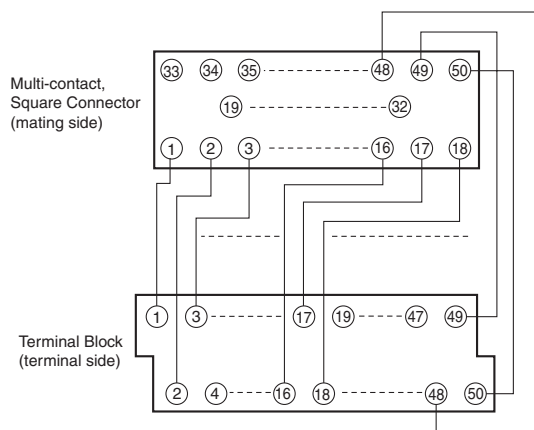 33 34 35 48 49 50
Multi-contact,
Square Connector
(mating side)
19 32
1 2 3 16 17 18
1 3 17 19 47 49
Terminal Block
(terminal side)
2 4 16 18 48 50